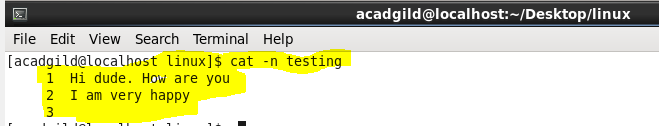 acadgild@localhost:~/Desktop/linux
File Edit View Search Terminal Help
[acadgild@localhost linux]$ cat -n testing
1 Hi dude. How are you
2 I am very happy
3